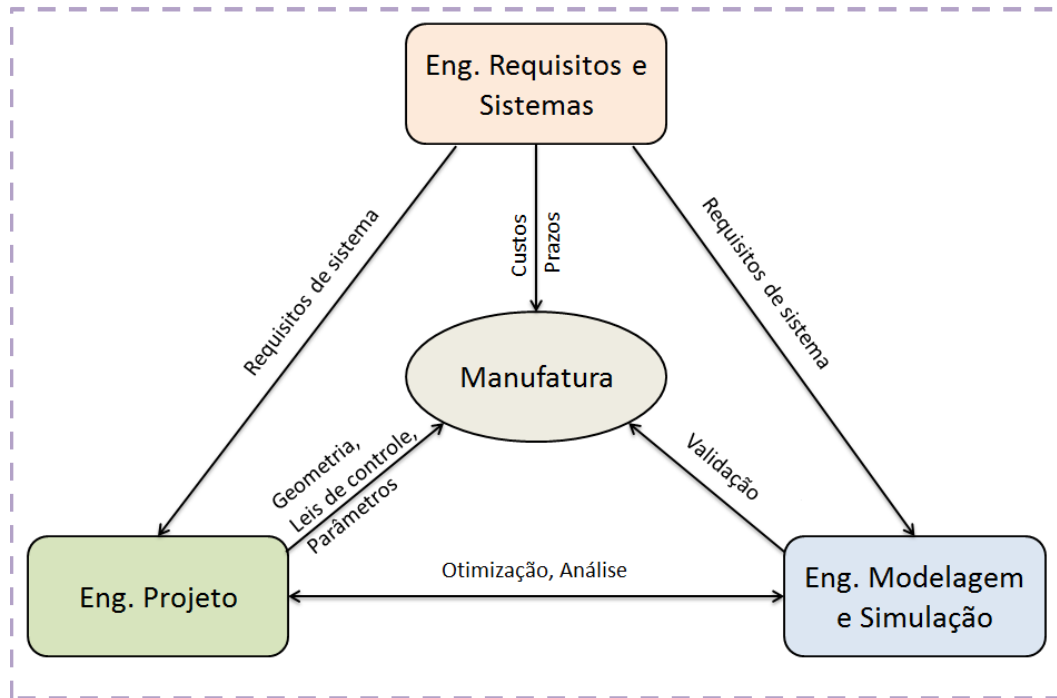 Eng. Requisitos e
Sistemas
Requisitos de sistema
Custos
Prazos
Requisitos de sistema
Manufatura
Geometria,
Leis de controle,
Parâmetros
Validação
Eng. Projeto
Otimização, Análise
Eng. Modelagem
e Simulação